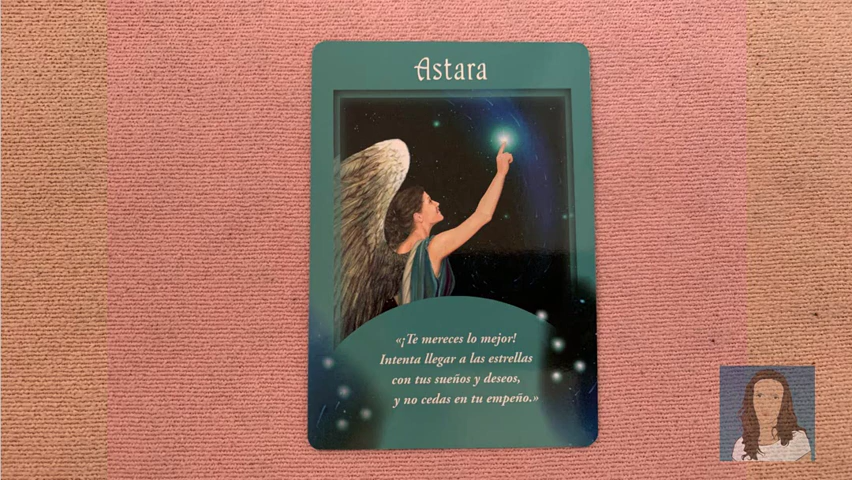 Astara
«¡Te mereces lo mejor!
Intenta llegar a las estrellas
con tus sueños y deseos,
y no cedas en tu empeño.»